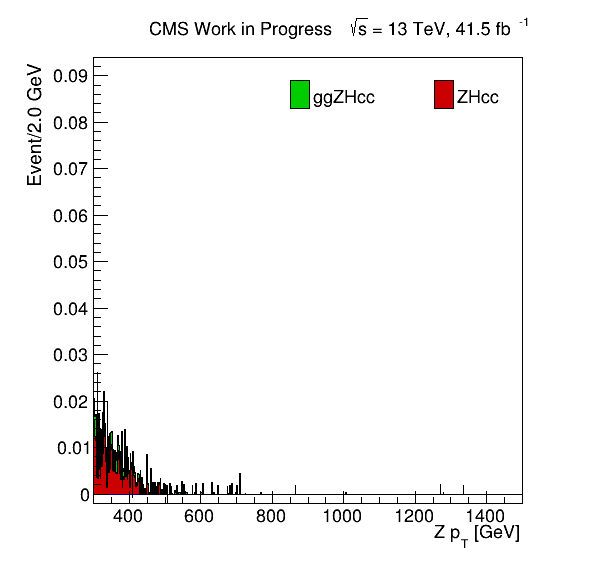 CMS Work in Progress √s = 13 TeV, 41.5 fb -1
Event/2.0 GeV
ggZHcc
ZHcc
0.09
0.08
0.07
0.06
0.05
0.04
0.03
0.02
0.01
0
400 600 800 1000 1200 1400
Z pT [GeV]